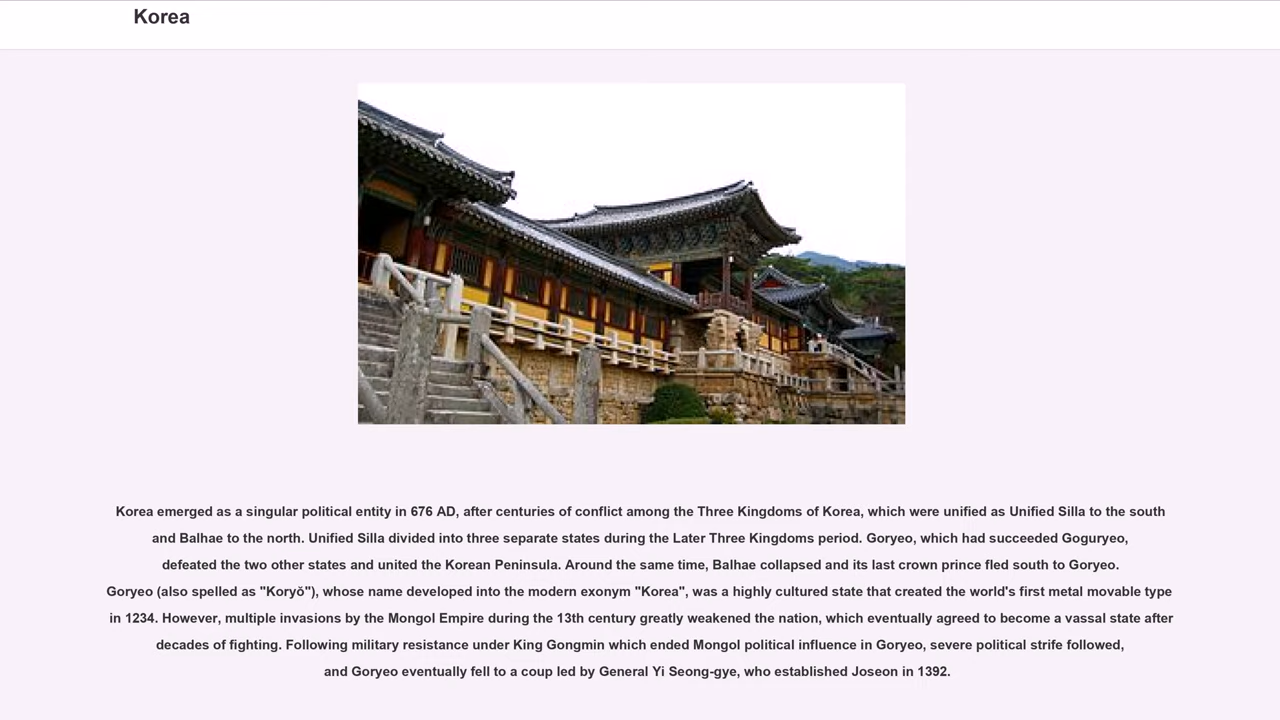 Korea
Korea emerged as a singular political entity in 676 AD, after centuries of conflict among the Three Kingdoms of Korea, which were unified as Unified Silla to the south
and Balhae to the north. Unified Silla divided into three separate states during the Later Three Kingdoms period. Goryeo, which had succeeded Goguryeo,
defeated the two other states and united the Korean Peninsula. Around the same time, Balhae collapsed and its last crown prince fled south to Goryeo.
Goryeo (also spelled as "Koryŏ"), whose name developed into the modern exonym "Korea", was a highly cultured state that created the world's first metal movable type
in 1234. However, multiple invasions by the Mongol Empire during the 13th century greatly weakened the nation, which eventually agreed to become a vassal state after
decades of fighting. Following military resistance under King Gongmin which ended Mongol political influence in Goryeo, severe political strife followed,
and Goryeo eventually fell to a coup led by General Yi Seong-gye, who established Joseon in 1392.